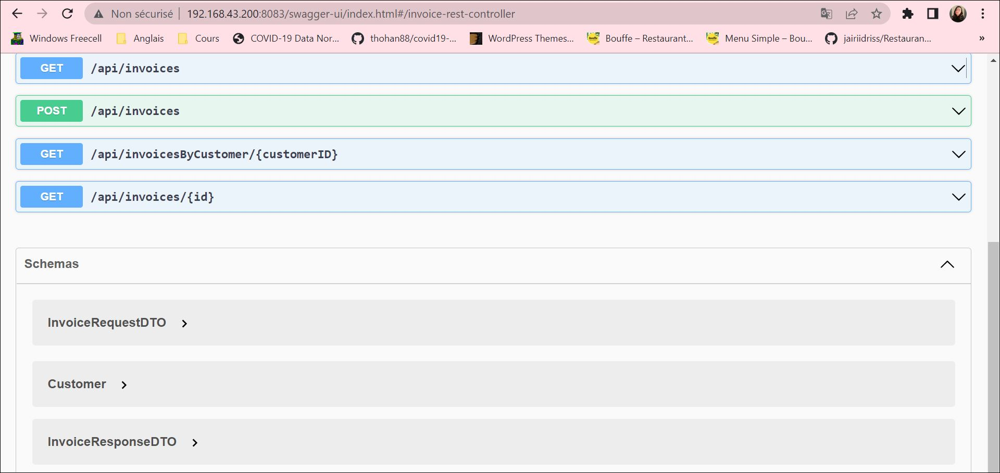 Non sécurisé 192.168.43.200:8083/swagger-ui/index.html#/invoice-rest-controller
Windows Freecell Anglais Cours COVID-19 Data Nor... thohan88/covid19-... WordPress Themes... Bouffe – Restaurant... Menu Simple – Bou... jairiidriss/Restauran... »
GET /api/invoices
POST /api/invoices
GET /api/invoicesByCustomer/{customerID}
GET /api/invoices/{id}
Schemas
InvoiceRequestDTO
Customer
InvoiceResponseDTO